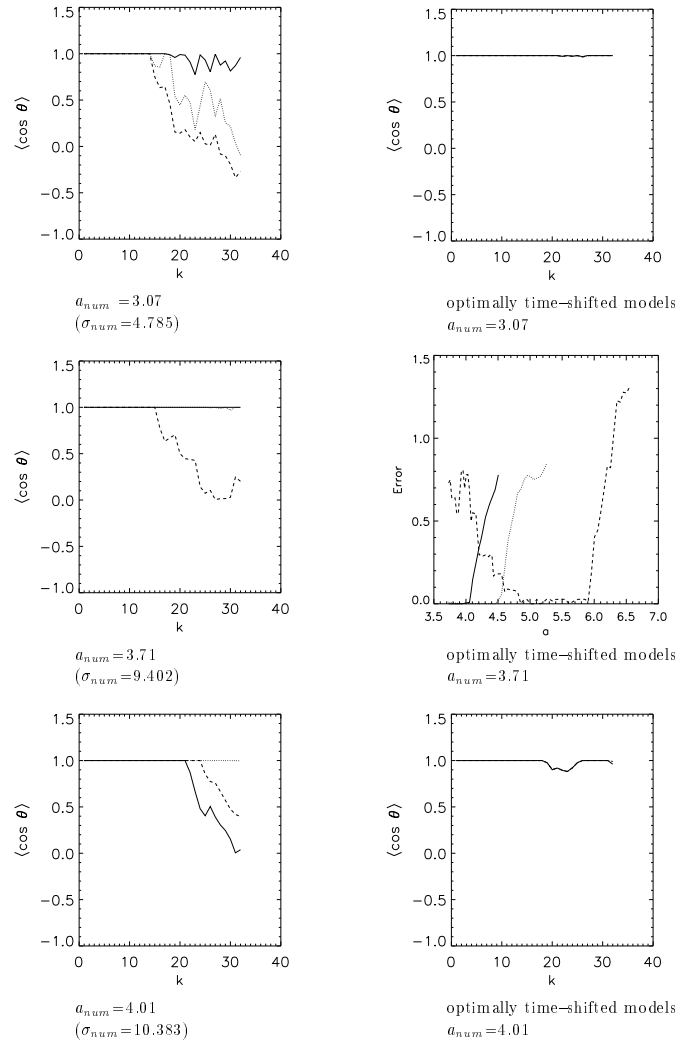 1.5
1.0
0.5
0.0
−0.5
−1.0
⟨cos θ⟩
0 10 20 30 40
k
a_num = 3.07
(σ_num=4.785)
1.5
1.0
0.5
0.0
−0.5
−1.0
⟨cos θ⟩
0 10 20 30 40
k
optimally time−shifted models
a_num=3.07
1.5
1.0
0.5
0.0
−0.5
−1.0
⟨cos θ⟩
0 10 20 30 40
k
a_num=3.71
(σ_num=9.402)
1.5
1.0
0.5
0.0
Error
3.5 4.0 4.5 5.0 5.5 6.0 6.5 7.0
a
optimally time−shifted models
a_num=3.71
1.5
1.0
0.5
0.0
−0.5
−1.0
⟨cos θ⟩
0 10 20 30 40
k
a_num=4.01
(σ_num=10.383)
1.5
1.0
0.5
0.0
−0.5
−1.0
⟨cos θ⟩
0 10 20 30 40
k
optimally time−shifted models
a_num=4.01